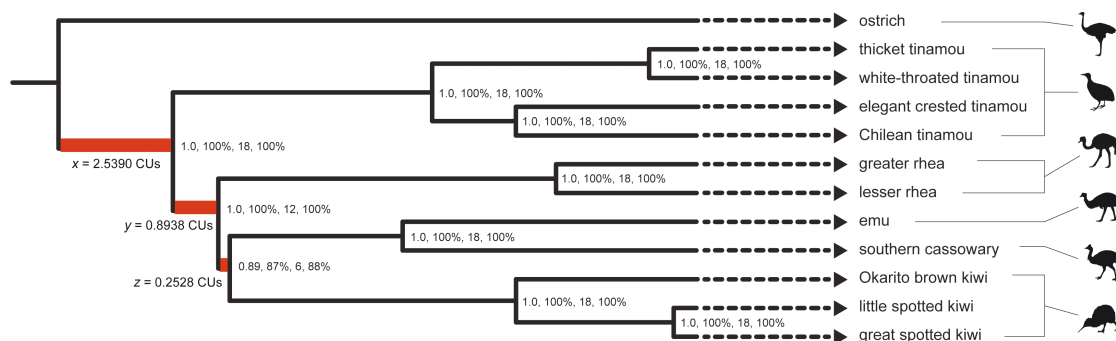 ostrich
thicket tinamou
1.0, 100%, 18, 100%
white-throated tinamou
1.0, 100%, 18, 100%
elegant crested tinamou
1.0, 100%, 18, 100%
Chilean tinamou
1.0, 100%, 18, 100%
x = 2.5390 CUs
greater rhea
1.0, 100%, 18, 100%
lesser rhea
1.0, 100%, 12, 100%
y = 0.8938 CUs
emu
1.0, 100%, 18, 100%
southern cassowary
0.89, 87%, 6, 88%
z = 0.2528 CUs
Okarito brown kiwi
1.0, 100%, 18, 100%
little spotted kiwi
1.0, 100%, 18, 100%
great spotted kiwi